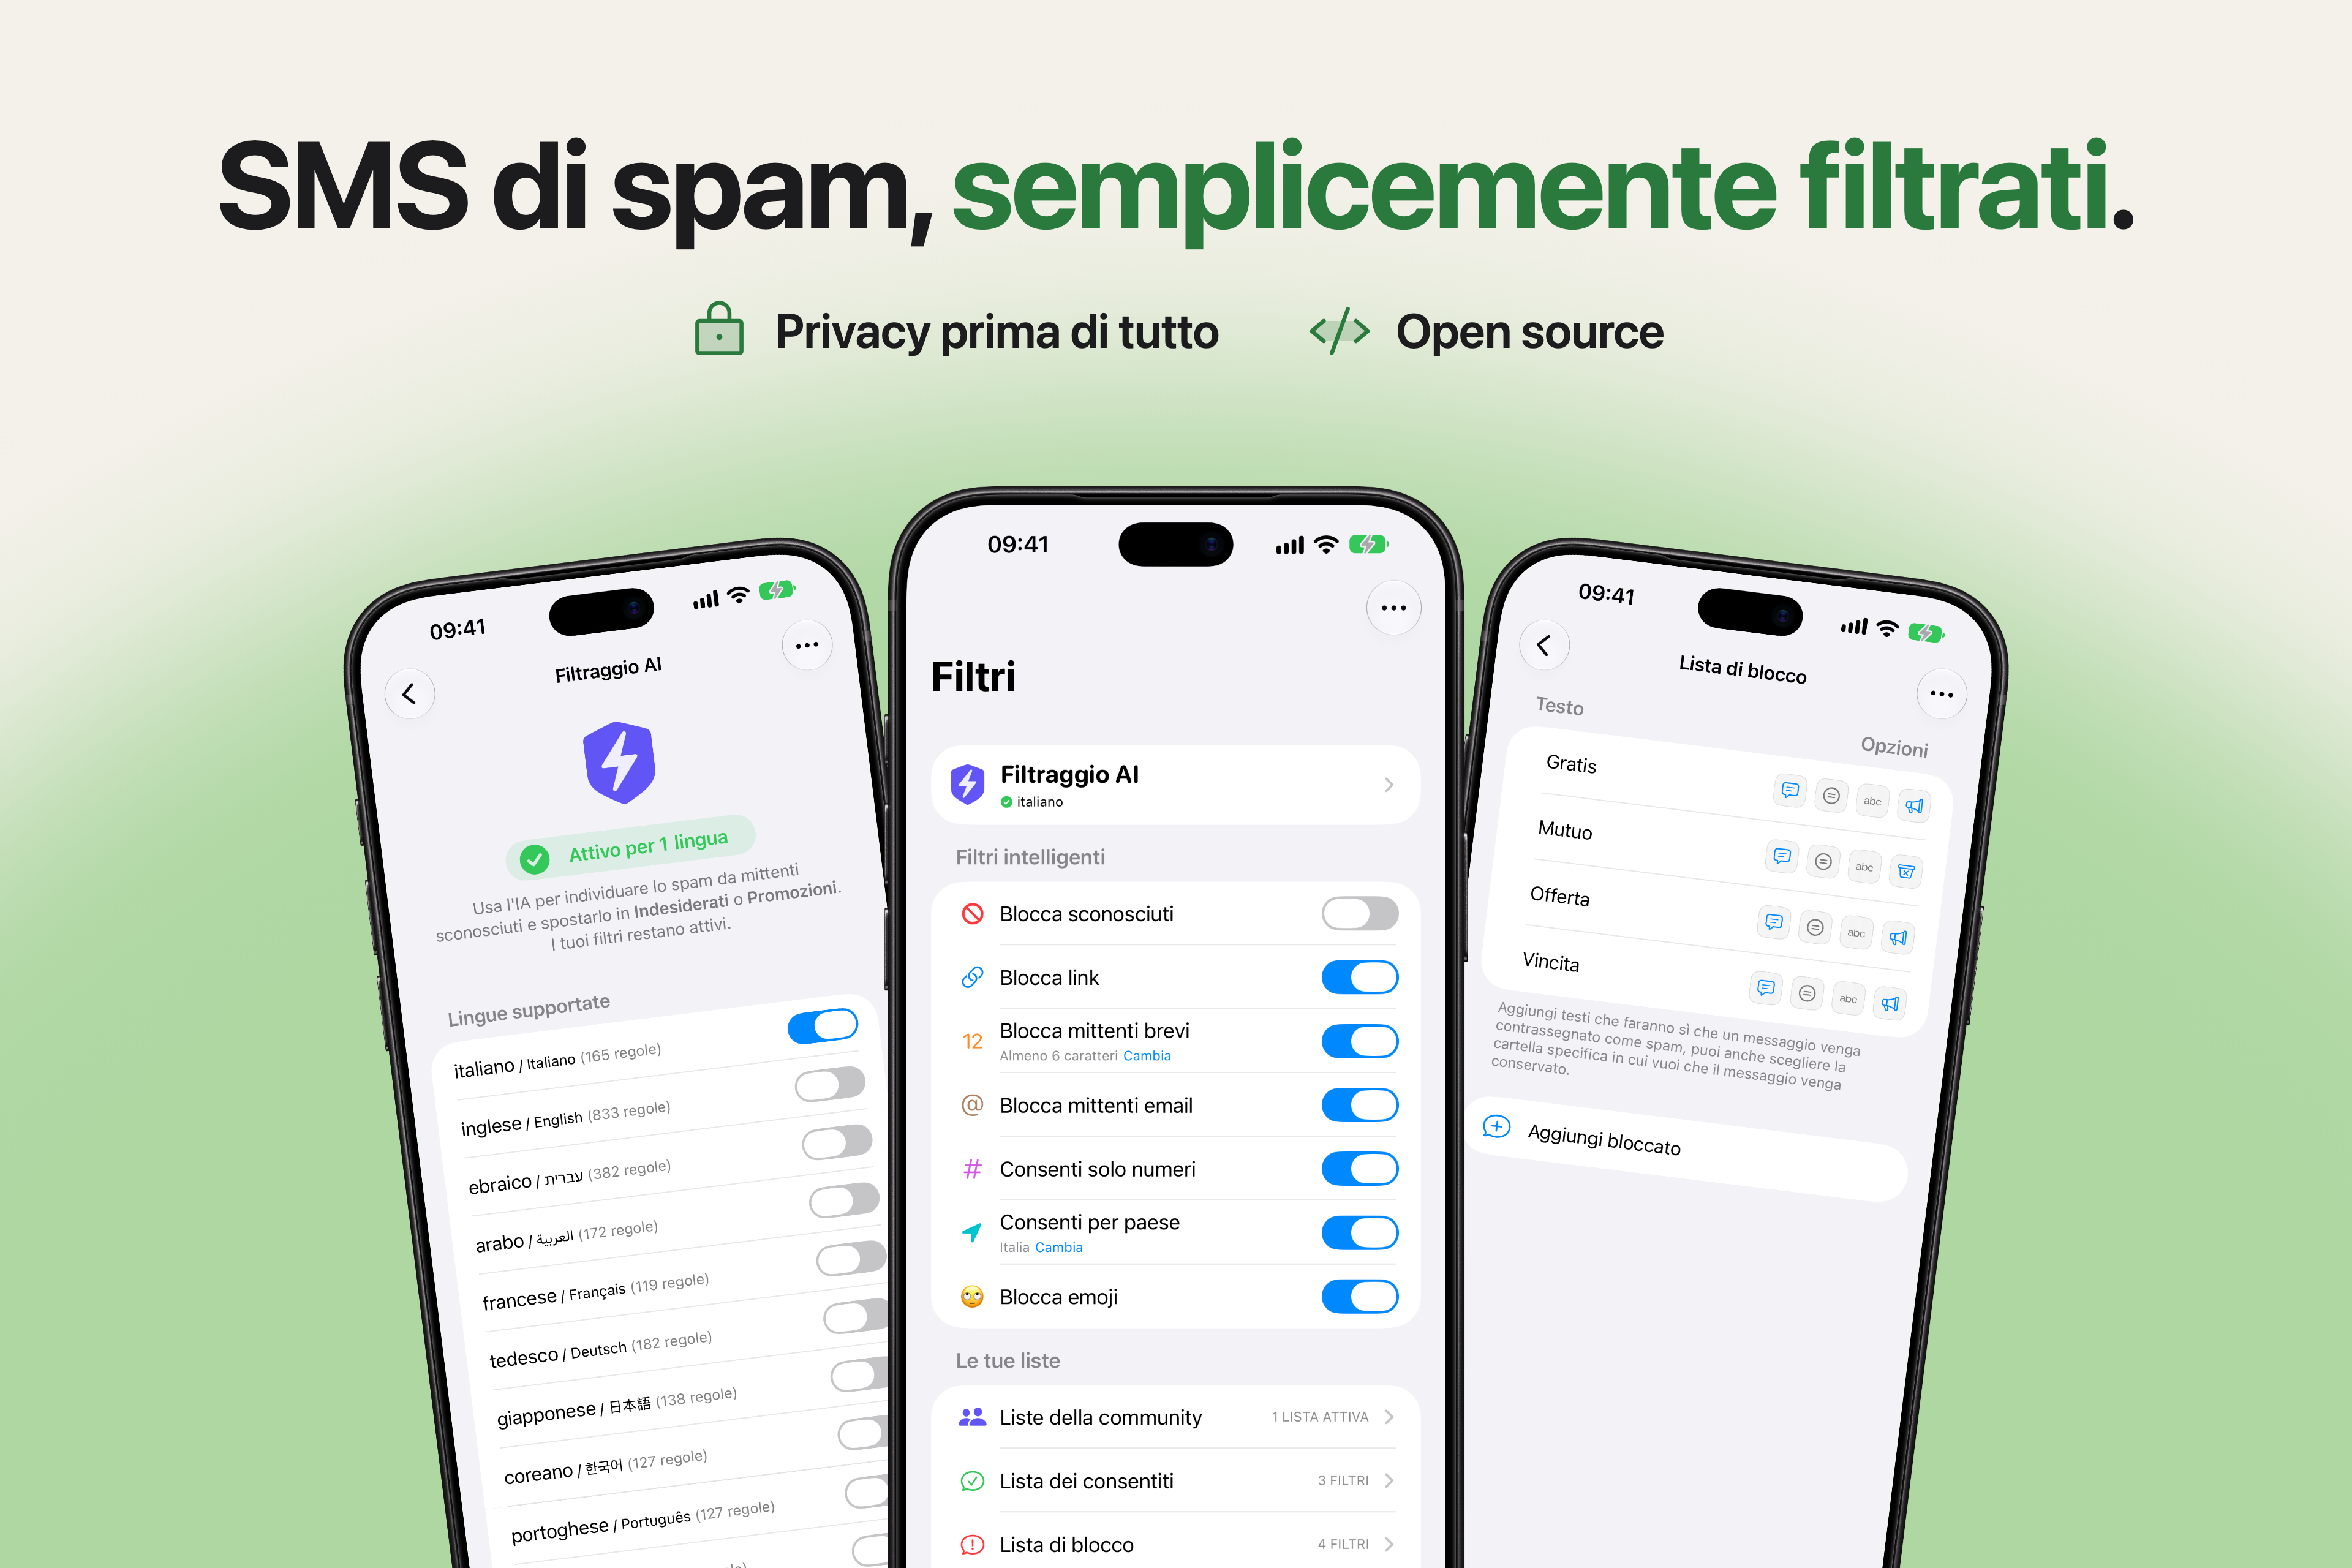 SMS di spam, semplicemente filtrati.
Privacy prima di tutto
Open source
09:41
Filtraggio AI
Attivo per 1 lingua
Usa l'IA per individuare lo spam da mittenti
sconosciuti e spostarlo in Indesiderati o Promozioni.
I tuoi filtri restano attivi.
Lingue supportate
italiano / Italiano (165 regole)
inglese / English (833 regole)
ebraico / עברית (382 regole)
arabo / العربية (172 regole)
francese / Français (119 regole)
tedesco / Deutsch (182 regole)
giapponese / 日本語 (138 regole)
coreano / 한국어 (127 regole)
portoghese / Português (127 regole)
09:41
Filtri
Filtraggio AI
italiano
Filtri intelligenti
Blocca sconosciuti
Blocca link
12 Blocca mittenti brevi
Almeno 6 caratteri Cambia
@ Blocca mittenti email
# Consenti solo numeri
Consenti per paese
Italia Cambia
Blocca emoji
Le tue liste
Liste della community 1 LISTA ATTIVA
Lista dei consentiti 3 FILTRI
Lista di blocco 4 FILTRI
09:41
Lista di blocco
Testo
Opzioni
Gratis abc
Mutuo abc
Offerta abc
Vincita abc
Aggiungi testi che faranno sì che un messaggio venga
contrassegnato come spam, puoi anche scegliere la
cartella specifica in cui vuoi che il messaggio venga
conservato.
Aggiungi bloccato